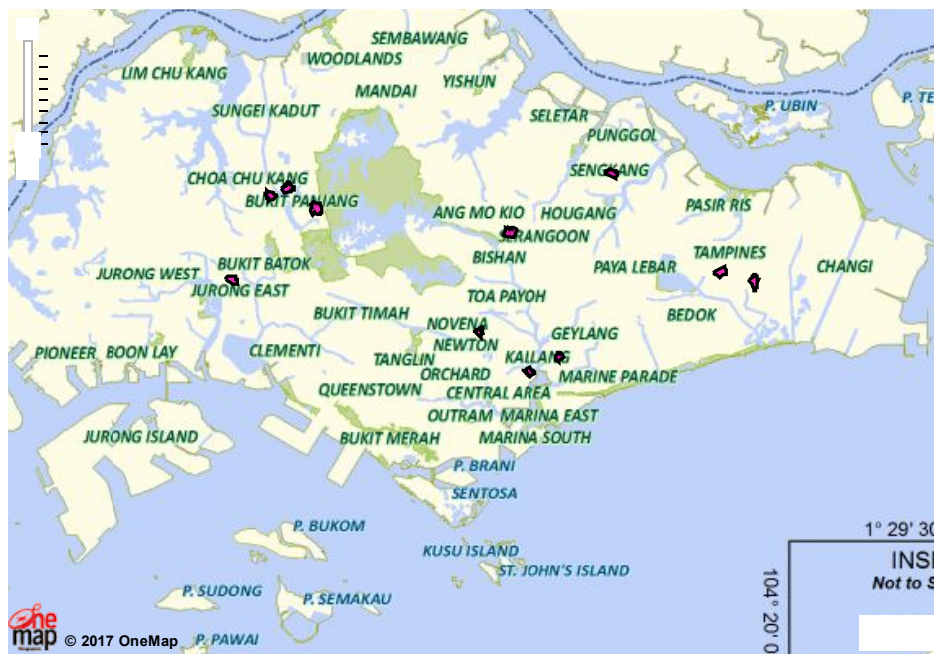 SEMBAWANG
WOODLANDS
LIM CHU KANG
YISHUN
MANDAI
P. UBIN
P. TE
SUNGEI KADUT
SELETAR
PUNGGOL
SENGKANG
CHOA CHU KANG
BUKIT PANJANG
PASIR RIS
ANG MO KIO
HOUGANG
SERANGOON
TAMPINES
BISHAN
BUKIT BATOK
PAYA LEBAR
CHANGI
JURONG WEST
JURONG EAST
TOA PAYOH
BUKIT TIMAH
BEDOK
NOVENA
GEYLANG
NEWTON
PIONEER
BOON LAY
CLEMENTI
TANGLIN
KALLANG
ORCHARD
MARINE PARADE
QUEENSTOWN
CENTRAL AREA
OUTRAM
MARINA EAST
JURONG ISLAND
BUKIT MERAH
MARINA SOUTH
P. BRANI
SENTOSA
P. BUKOM
1° 29' 30
KUSU ISLAND
INS
Not to S
ST. JOHN'S ISLAND
104° 20' 0
P. SUDONG
P. SEMAKAU
One
map
© 2017 OneMap
P. PAWAI